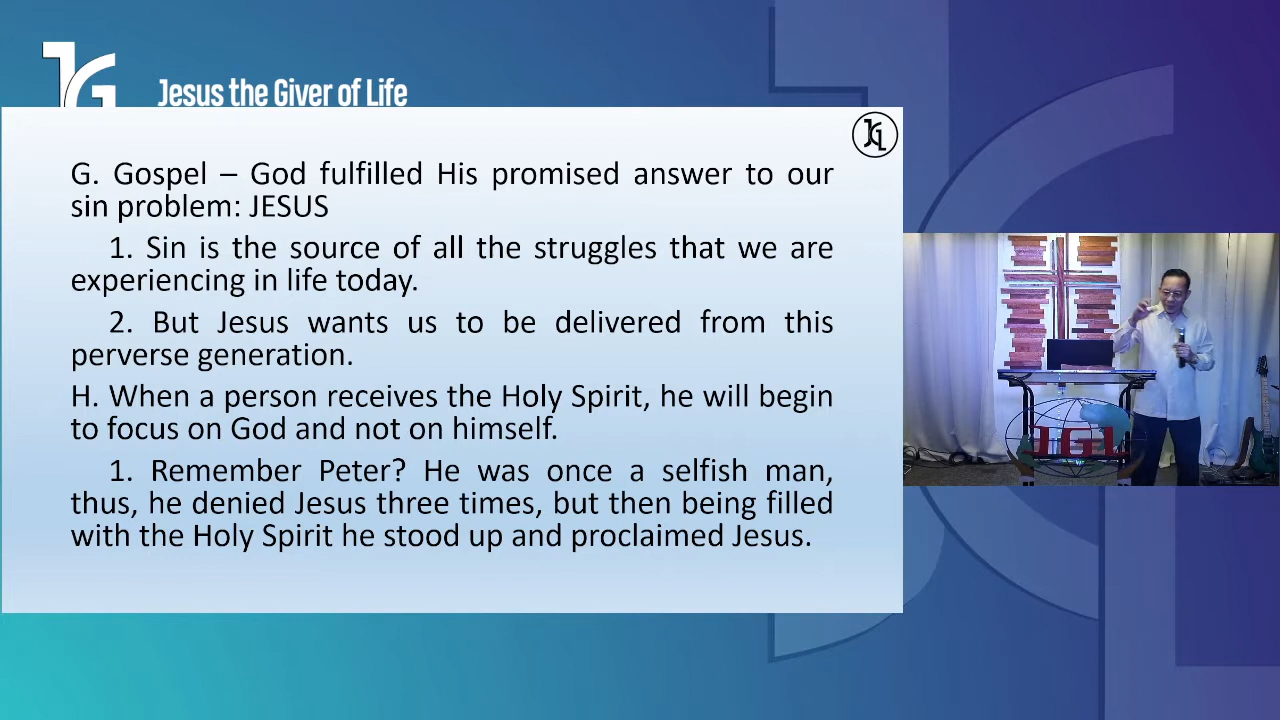 Jesus the Giver of Life
G. Gospel – God fulfilled His promised answer to our
sin problem: JESUS
1. Sin is the source of all the struggles that we are
experiencing in life today.
2. But Jesus wants us to be delivered from this
perverse generation.
H. When a person receives the Holy Spirit, he will begin
to focus on God and not on himself.
1. Remember Peter? He was once a selfish man,
thus, he denied Jesus three times, but then being filled
with the Holy Spirit he stood up and proclaimed Jesus.
JGL